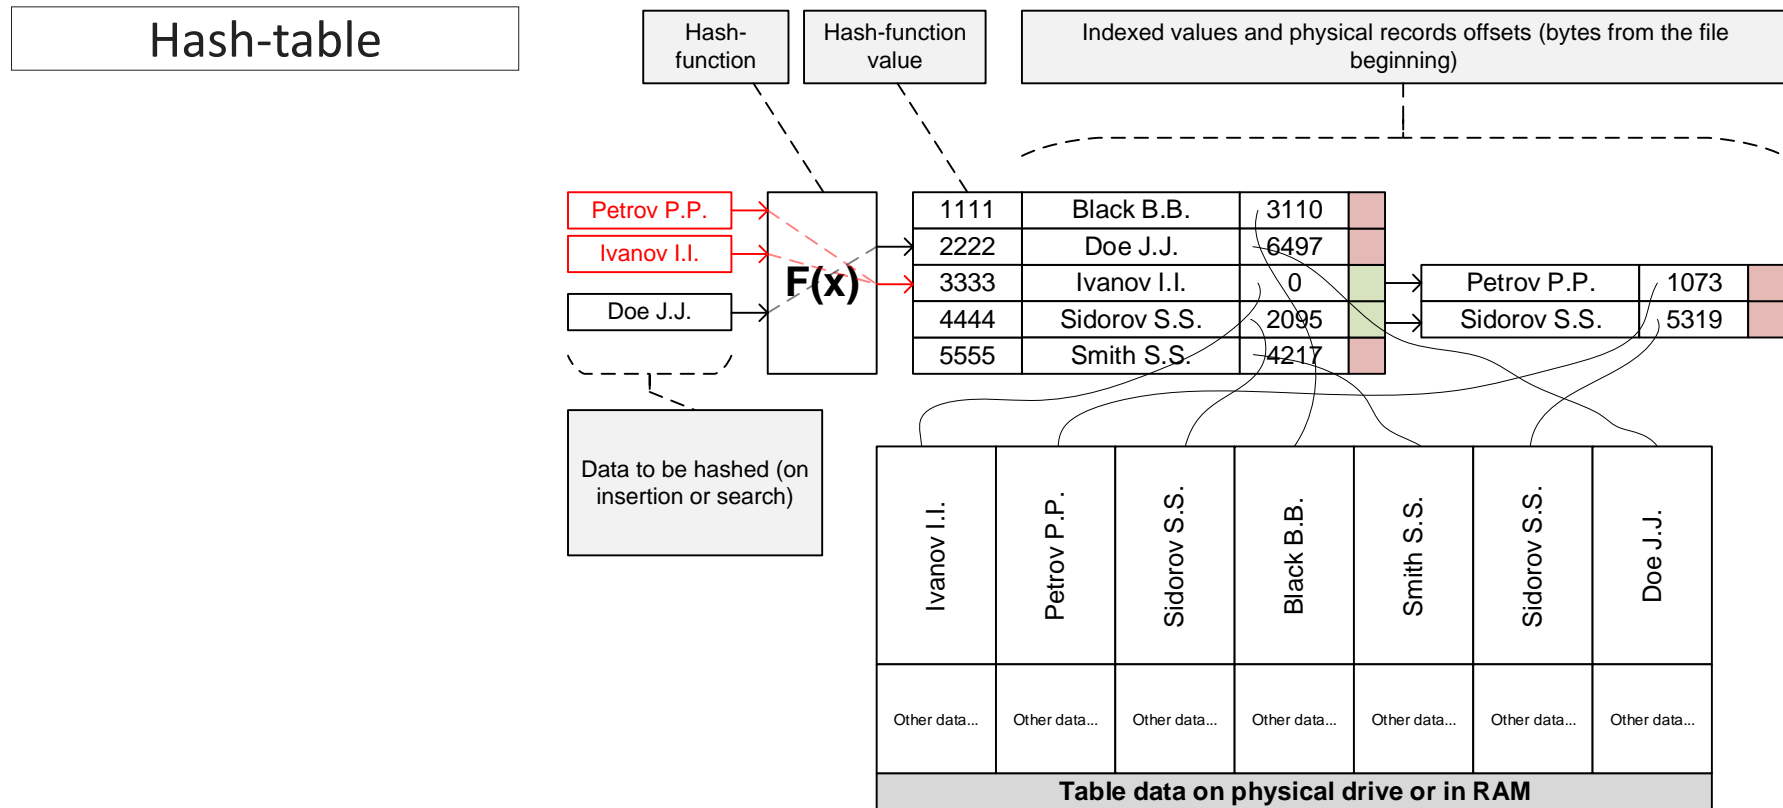 Hash-table
Hash-
function
Hash-function
value
Indexed values and physical records offsets (bytes from the file
beginning)
Petrov P.P.
Ivanov I.I.
Doe J.J.
F(x)
1111 Black B.B. 3110
2222 Doe J.J. 6497
3333 Ivanov I.I. 0
4444 Sidorov S.S. 2095
5555 Smith S.S. 4217
Petrov P.P. 1073
Sidorov S.S. 5319
Data to be hashed (on
insertion or search)
Ivanov I.I.
Petrov P.P.
Sidorov S.S.
Black B.B.
Smith S.S.
Sidorov S.S.
Doe J.J.
Other data... Other data... Other data... Other data... Other data... Other data... Other data...
Table data on physical drive or in RAM